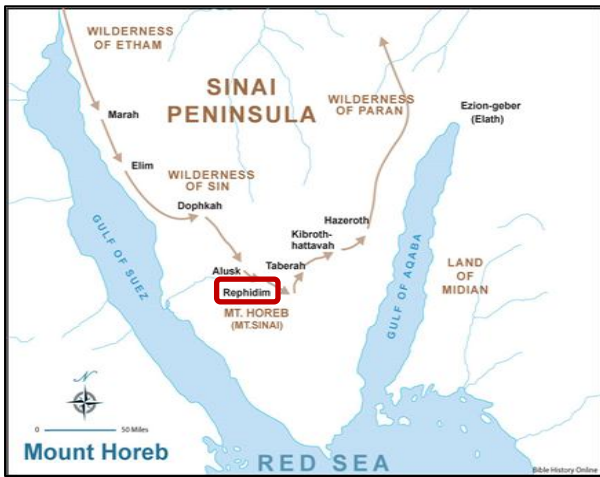 WILDERNESS
OF ETHAM
SINAI
PENINSULA
WILDERNESS
OF PARAN
Ezion-geber
(Elath)
Marah
Elim
WILDERNESS
OF SIN
Dophkah
Hazeroth
Kibroth-
hattavah
GULF OF SUEZ
Alusk
Taberah
GULF OF AQABA
LAND
OF
MIDIAN
Rephidim
MT. HOREB
(MT.SINAI)
N
0 50 Miles
Mount Horeb
RED SEA
Bible History Online